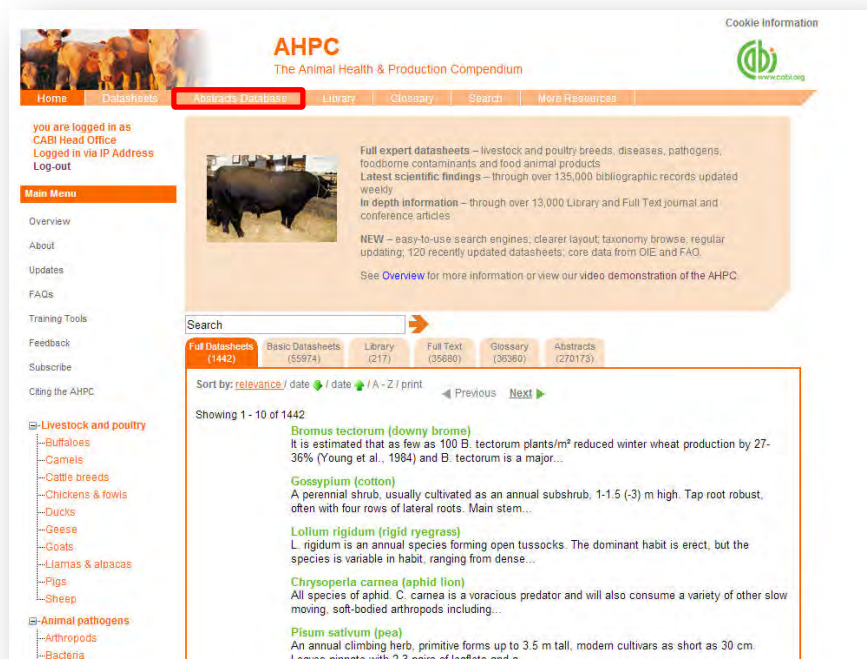 Cookie Information
AHPC
The Animal Health & Production Compendium
cabi
www.cabi.org
Home Datasheets Abstracts Database Library Glossary Search More Resources
you are logged in as
CABI Head Office
Logged in via IP Address
Log-out
Main Menu
Overview
About
Updates
FAQs
Training Tools
Feedback
Subscribe
Citing the AHPC
Livestock and poultry
Buffaloes
Camels
Cattle breeds
Chickens & fowls
Ducks
Geese
Goats
Llamas & alpacas
Pigs
Sheep
Animal pathogens
Arthropods
Bacteria
Full expert datasheets – livestock and poultry breeds, diseases, pathogens,
foodborne contaminants and food animal products
Latest scientific findings – through over 135,000 bibliographic records updated
weekly
In depth information – through over 13,000 Library and Full Text journal and
conference articles
NEW – easy-to-use search engines; clearer layout; taxonomy browse; regular
updating; 120 recently updated datasheets; core data from OIE and FAO.
See Overview for more information or view our video demonstration of the AHPC.
Search
Full Datasheets (1442) Basic Datasheets (55974) Library (217) Full Text (35680) Glossary (36360) Abstracts (270173)
Sort by: relevance / date / date / A - Z / print
Previous Next
Showing 1 - 10 of 1442
Bromus tectorum (downy brome)
It is estimated that as few as 100 B. tectorum plants/m² reduced winter wheat production by 27-
36% (Young et al., 1984) and B. tectorum is a major...
Gossypium (cotton)
A perennial shrub, usually cultivated as an annual subshrub, 1-1.5 (-3) m high. Tap root robust,
often with four rows of lateral roots. Main stem...
Lolium rigidum (rigid ryegrass)
L. rigidum is an annual species forming open tussocks. The dominant habit is erect, but the
species is variable in habit, ranging from dense...
Chrysoperla carnea (aphid lion)
All species of aphid. C. carnea is a voracious predator and will also consume a variety of other slow
moving, soft-bodied arthropods including...
Pisum sativum (pea)
An annual climbing herb, primitive forms up to 3.5 m tall, modern cultivars as short as 30 cm.